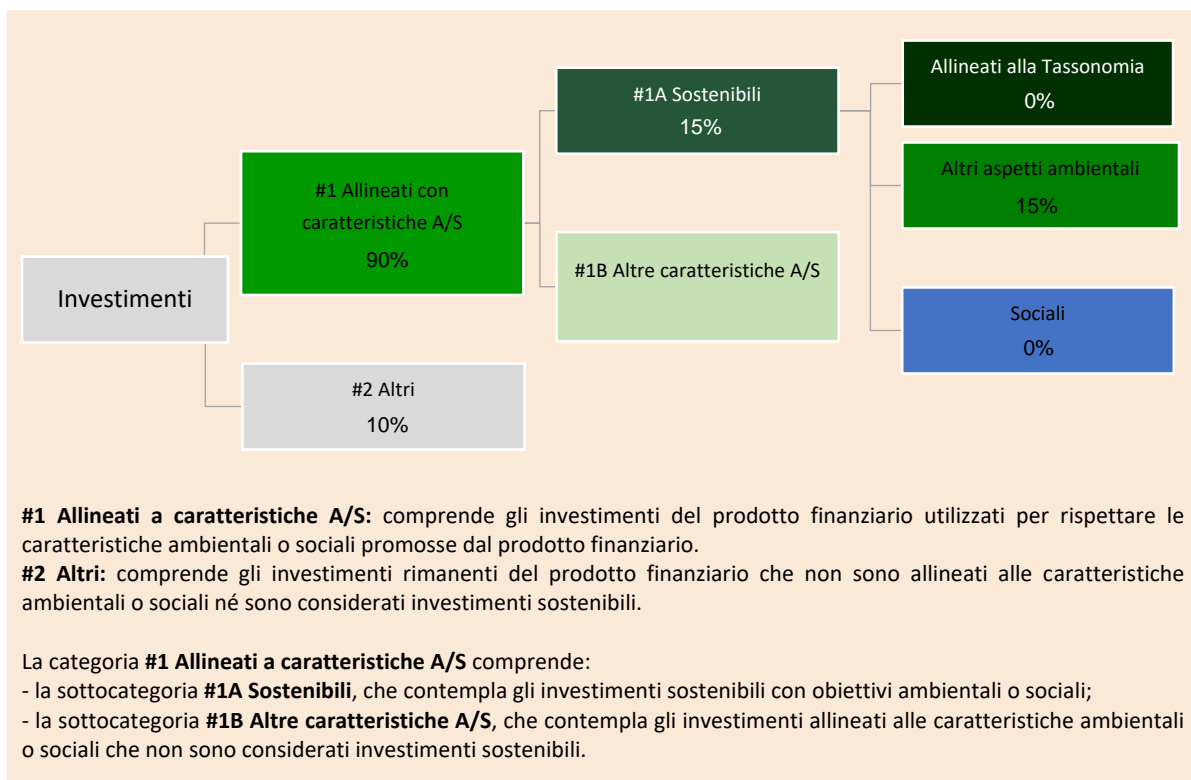 Investimenti
#1 Allineati con
caratteristiche A/S
90%
#2 Altri
10%
#1A Sostenibili
15%
#1B Altre caratteristiche A/S
Allineati alla Tassonomia
0%
Altri aspetti ambientali
15%
Sociali
0%
#1 Allineati a caratteristiche A/S: comprende gli investimenti del prodotto finanziario utilizzati per rispettare le
caratteristiche ambientali o sociali promosse dal prodotto finanziario.
#2 Altri: comprende gli investimenti rimanenti del prodotto finanziario che non sono allineati alle caratteristiche
ambientali o sociali né sono considerati investimenti sostenibili.
La categoria #1 Allineati a caratteristiche A/S comprende:
- la sottocategoria #1A Sostenibili, che contempla gli investimenti sostenibili con obiettivi ambientali o sociali;
- la sottocategoria #1B Altre caratteristiche A/S, che contempla gli investimenti allineati alle caratteristiche ambientali
o sociali che non sono considerati investimenti sostenibili.